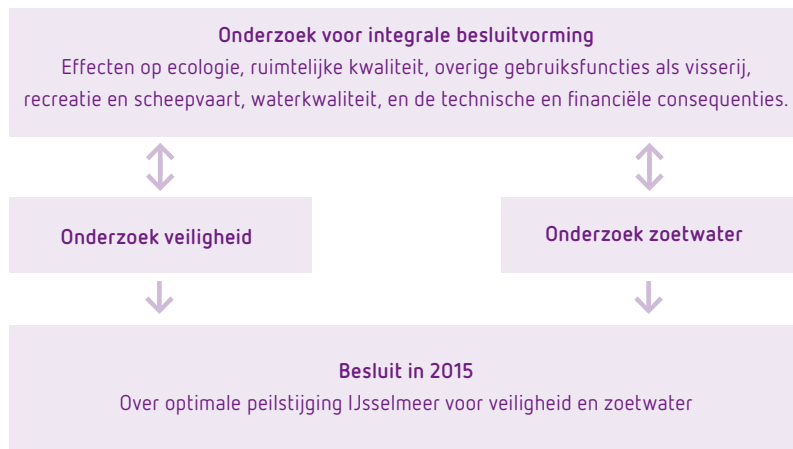 Onderzoek voor integrale besluitvorming
Effecten op ecologie, ruimtelijke kwaliteit, overige gebruiksfuncties als visserij,
recreatie en scheepvaart, waterkwaliteit, en de technische en financiële consequenties.
Onderzoek veiligheid
Onderzoek zoetwater
Besluit in 2015
Over optimale peilstijging IJsselmeer voor veiligheid en zoetwater